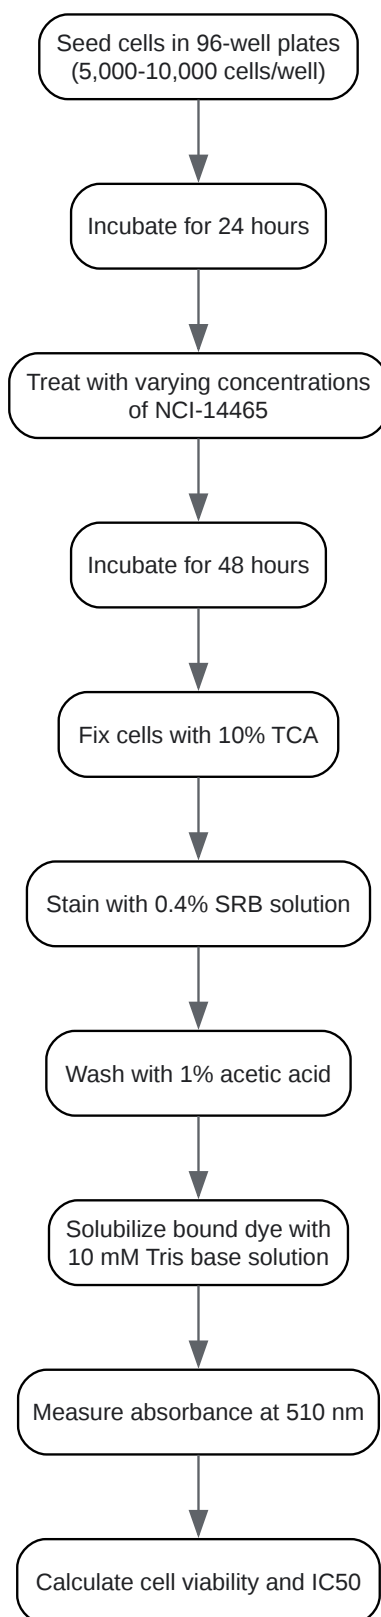 Seed cells in 96-well plates
(5,000-10,000 cells/well)
Incubate for 24 hours
Treat with varying concentrations
of NCI-14465
Incubate for 48 hours
Fix cells with 10% TCA
Stain with 0.4% SRB solution
Wash with 1% acetic acid
Solubilize bound dye with
10 mM Tris base solution
Measure absorbance at 510 nm
Calculate cell viability and IC50